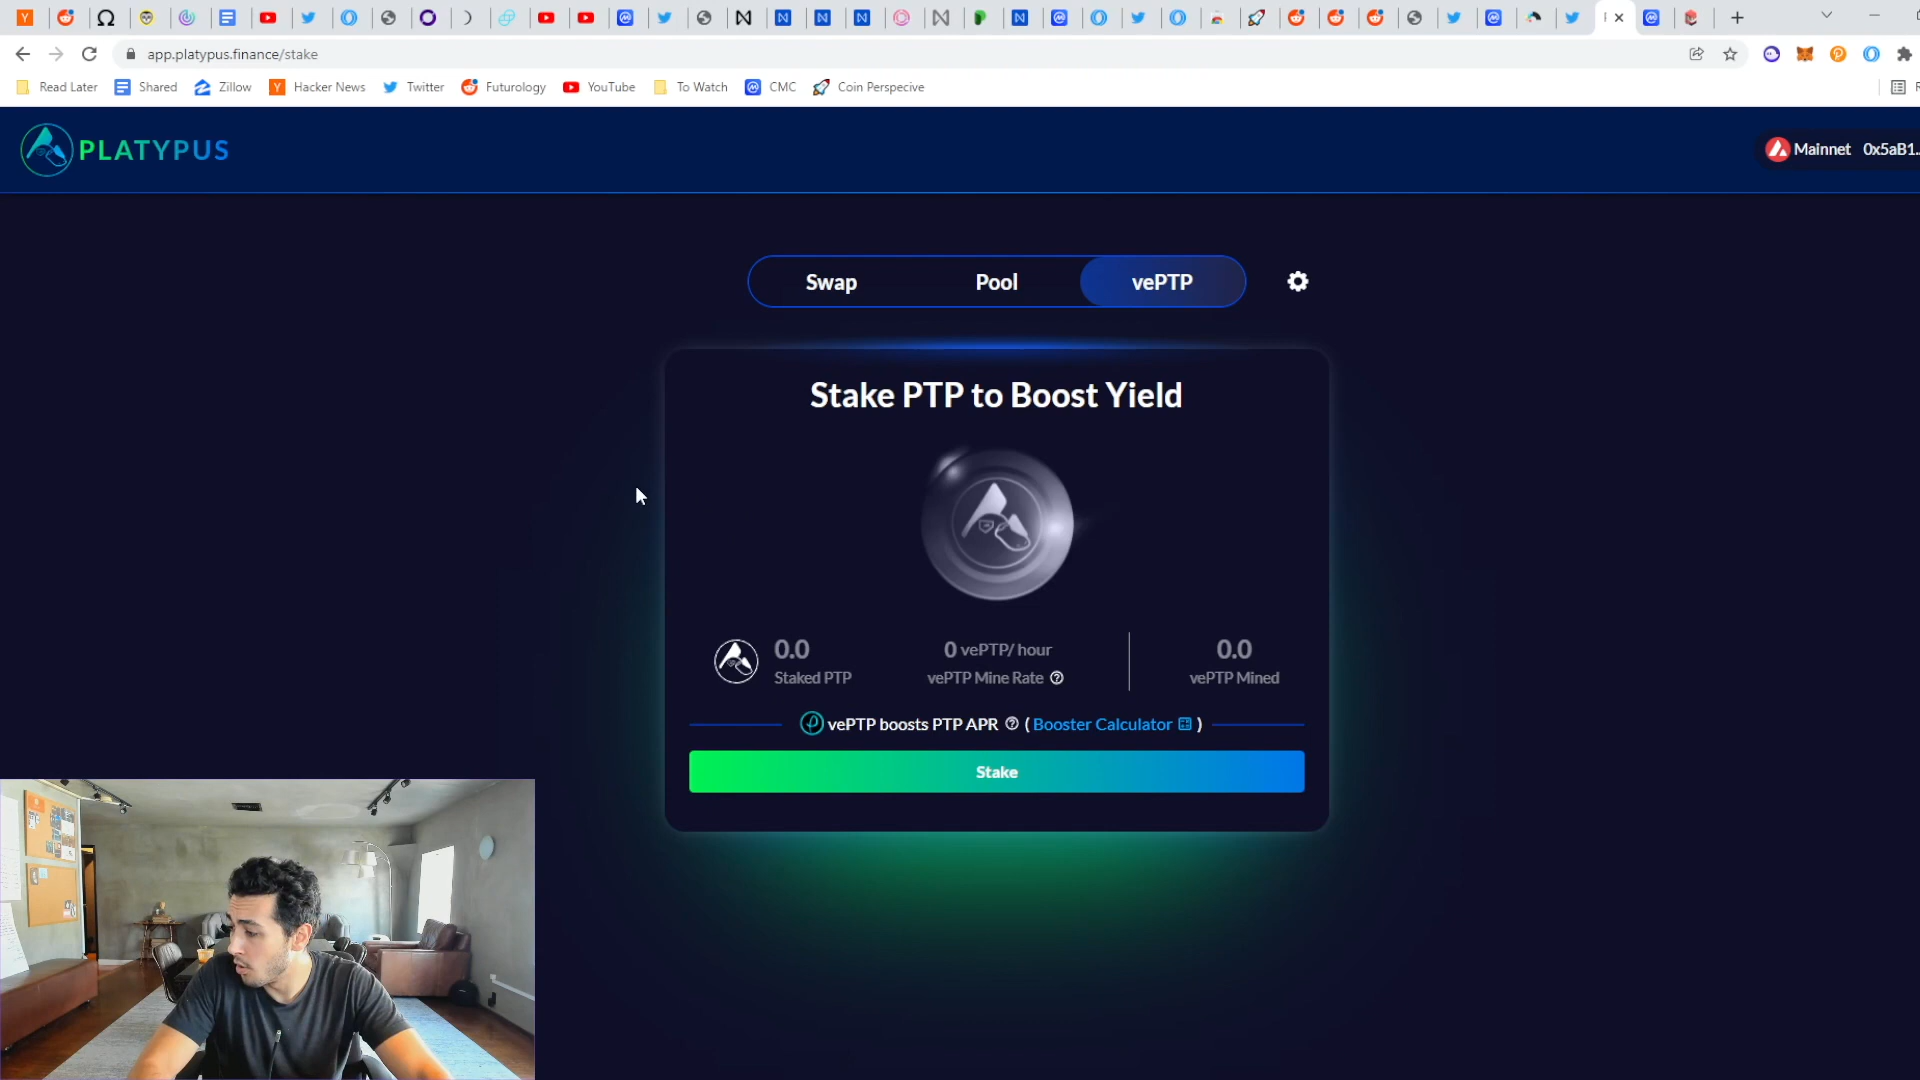 app.platypus.finance/stake
Read Later Shared Zillow Hacker News Twitter Futurology YouTube To Watch CMC Coin Perspecive
PLATYPUS
Mainnet 0x5aB1..
Swap Pool vePTP
Stake PTP to Boost Yield
0.0 0 vePTP/ hour 0.0
Staked PTP vePTP Mine Rate vePTP Mined
vePTP boosts PTP APR ( Booster Calculator )
Stake